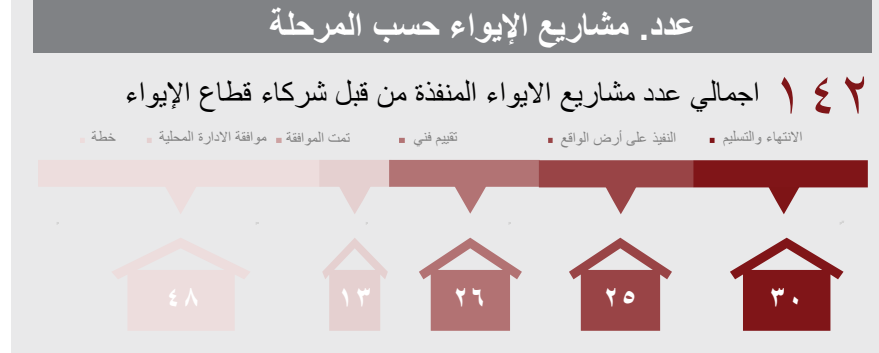 عدد. مشاريع الإيواء حسب المرحلة
١٤٢ اجمالي عدد مشاريع الايواء المنفذة من قبل شركاء قطاع الإيواء
الانتهاء والتسليم النفيذ على أرض الواقع تقييم فني تمت الموافقة موافقة الادارة المحلية خطة
٣٠ ٢٥ ٢٦ ١٣ ٤٨